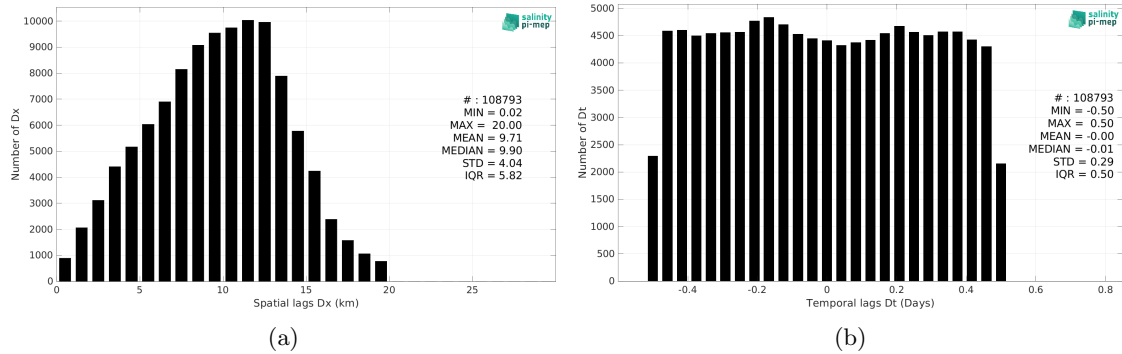 10000
9000
8000
7000
6000
5000
4000
3000
2000
1000
0
Number of Dx
salinity
pi-mep
# : 108793
MIN = 0.02
MAX = 20.00
MEAN = 9.71
MEDIAN = 9.90
STD = 4.04
IQR = 5.82
0 5 10 15 20 25
Spatial lags Dx (km)
(a)
5000
4500
4000
3500
3000
2500
2000
1500
1000
500
0
Number of Dt
salinity
pi-mep
# : 108793
MIN = -0.50
MAX = 0.50
MEAN = -0.00
MEDIAN = -0.01
STD = 0.29
IQR = 0.50
-0.4 -0.2 0 0.2 0.4 0.6 0.8
Temporal lags Dt (Days)
(b)